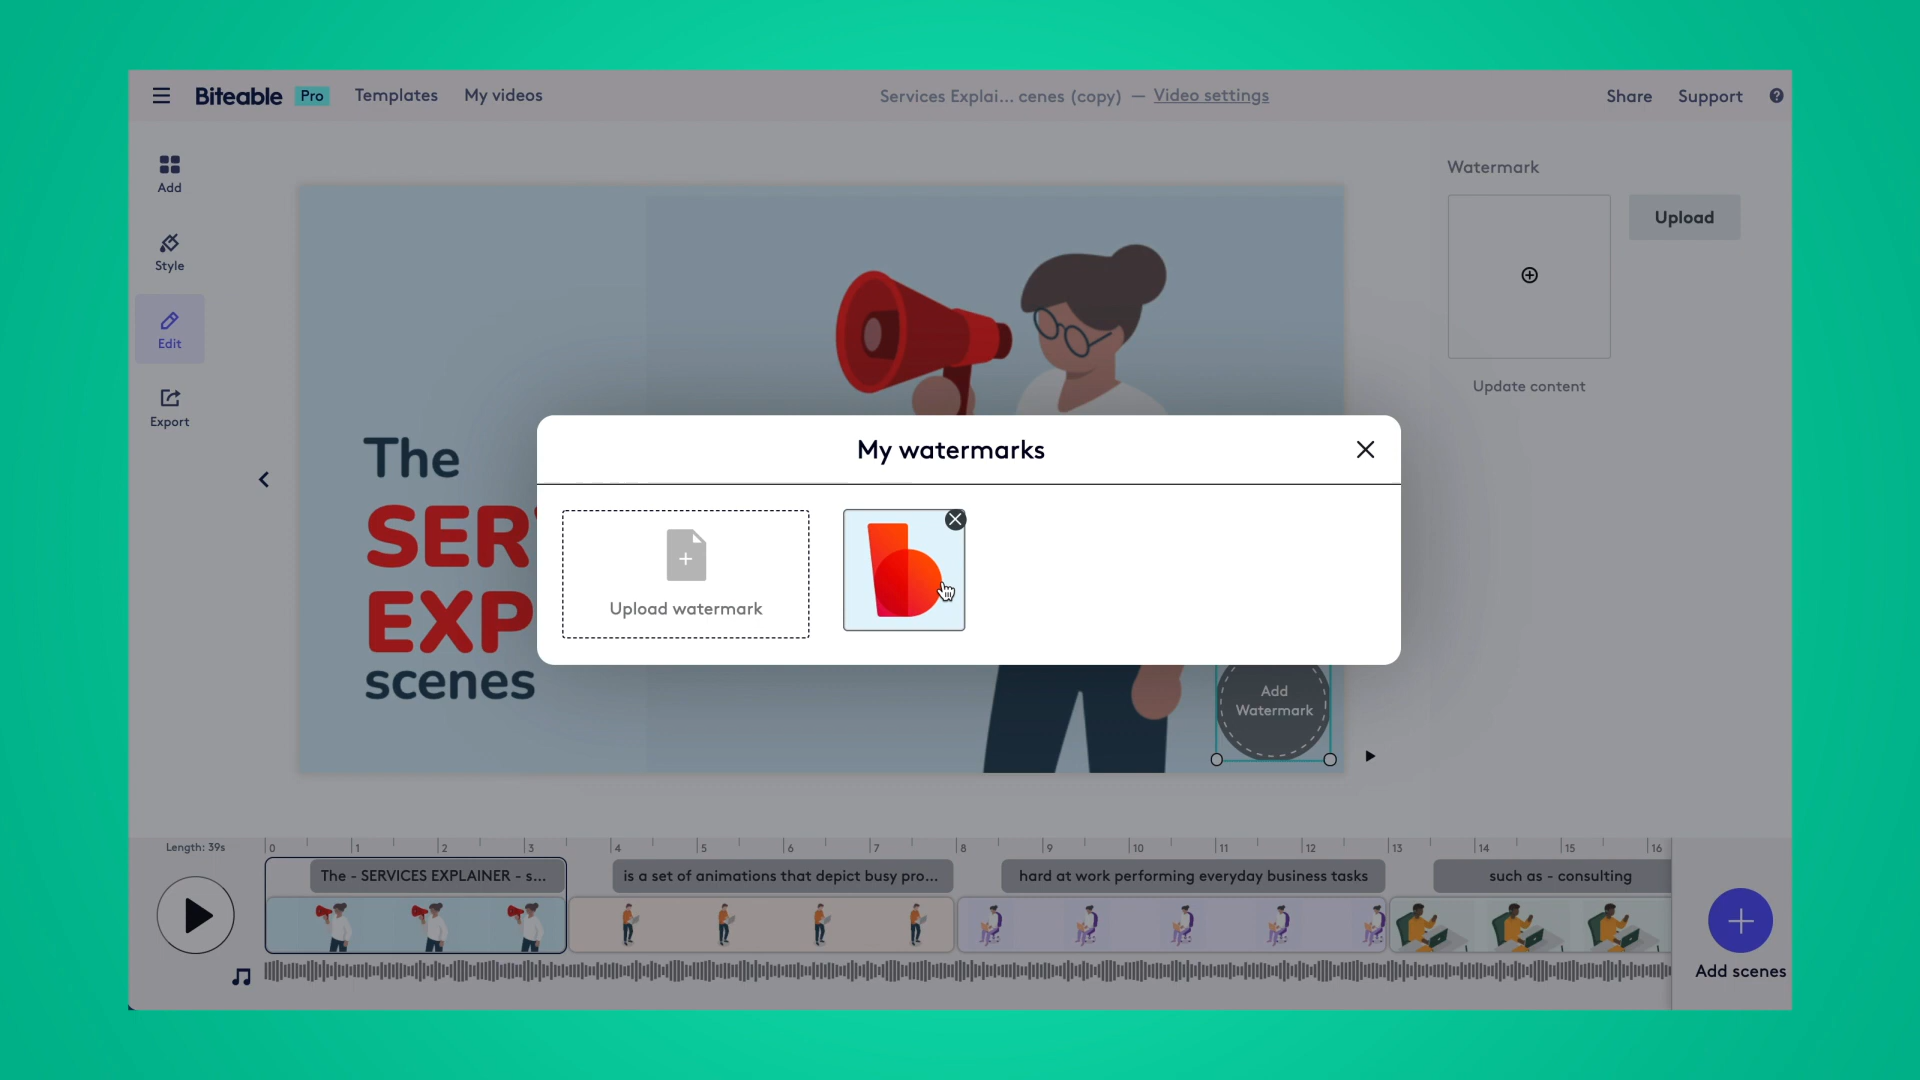 Biteable Pro Templates My videos
Services Explai... cenes (copy) — Video settings
Share Support ?
Add
Style
Edit
Export
Watermark
Upload
Update content
The
SER
EXP
scenes
My watermarks
Upload watermark
b
Add
Watermark
Length: 39s
0 1 2 3 4 5 6 7 8 9 10 11 12 13 14 15 16
The - SERVICES EXPLAINER - s...
is a set of animations that depict busy pro...
hard at work performing everyday business tasks
such as - consulting
Add scenes